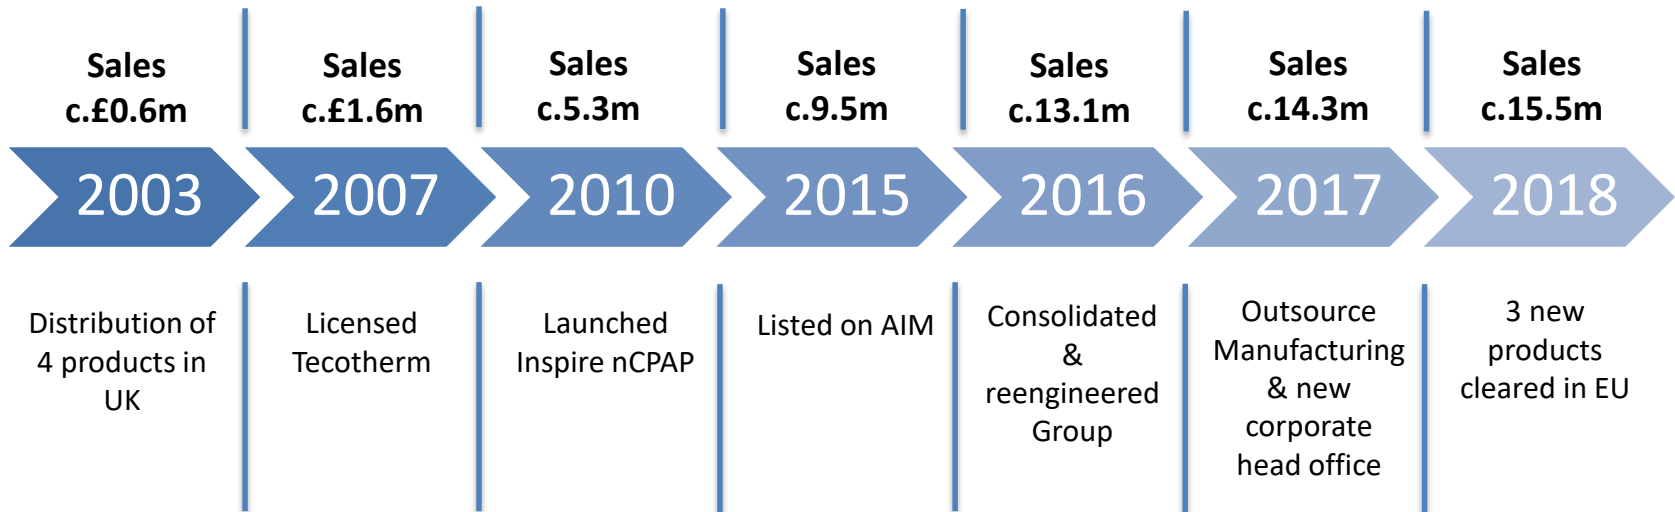 Sales
c.£0.6m
Sales
c.£1.6m
Sales
c.5.3m
Sales
c.9.5m
Sales
c.13.1m
Sales
c.14.3m
Sales
c.15.5m
2003
2007
2010
2015
2016
2017
2018
Distribution of
4 products in
UK
Licensed
Tecotherm
Launched
Inspire nCPAP
Listed on AIM
Consolidated
&
reengineered
Group
Outsource
Manufacturing
& new
corporate
head office
3 new
products
cleared in EU